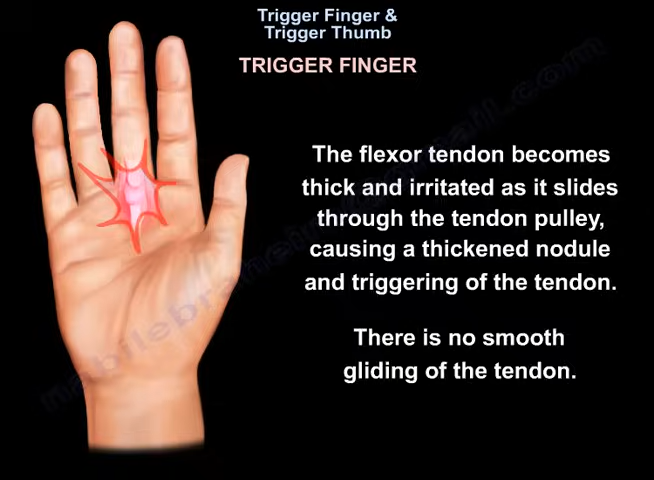 Trigger Finger &
Trigger Thumb
TRIGGER FINGER
The flexor tendon becomes
thick and irritated as it slides
through the tendon pulley,
causing a thickened nodule
and triggering of the tendon.
There is no smooth
gliding of the tendon.